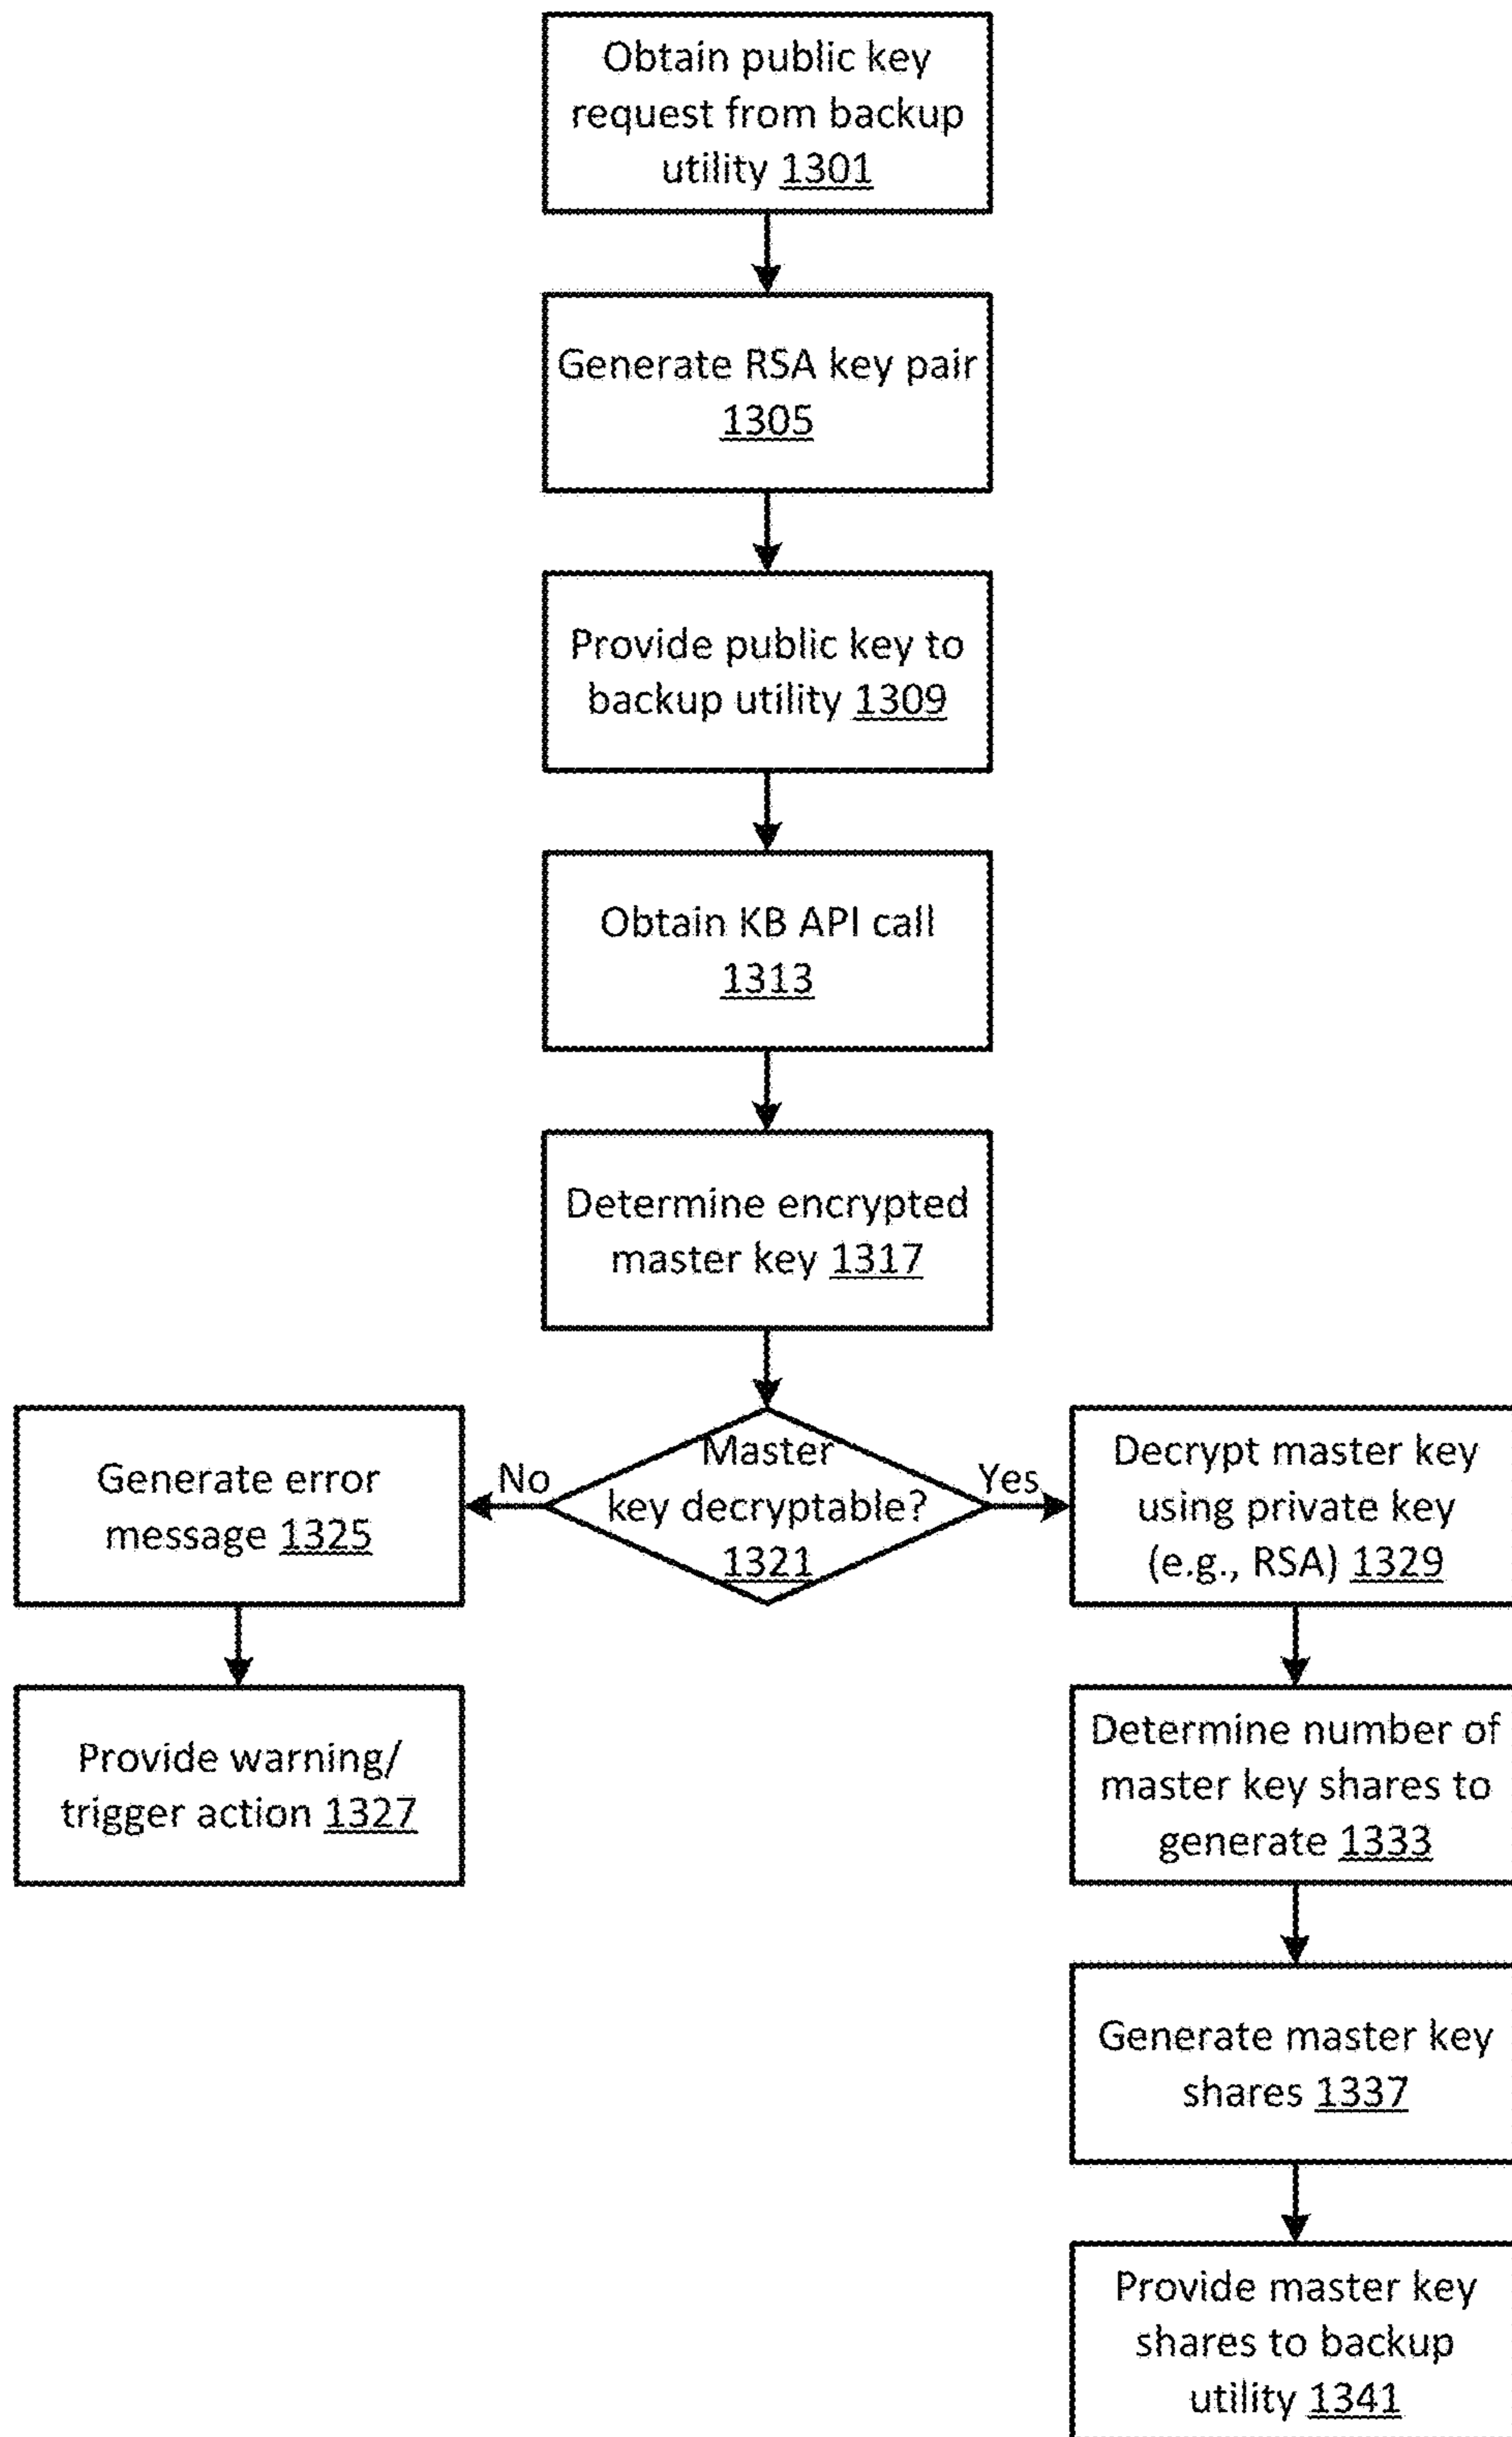 Obtain public key
request from backup
utility 1301
Generate RSA key pair
1305
Provide public key to
backup utility 1309
Obtain KB API call
1313
Determine encrypted
master key 1317
Master
key decryptable?
1321
No
Yes
Generate error
message 1325
Provide warning/
trigger action 1327
Decrypt master key
using private key
(e.g., RSA) 1329
Determine number of
master key shares to
generate 1333
Generate master key
shares 1337
Provide master key
shares to backup
utility 1341